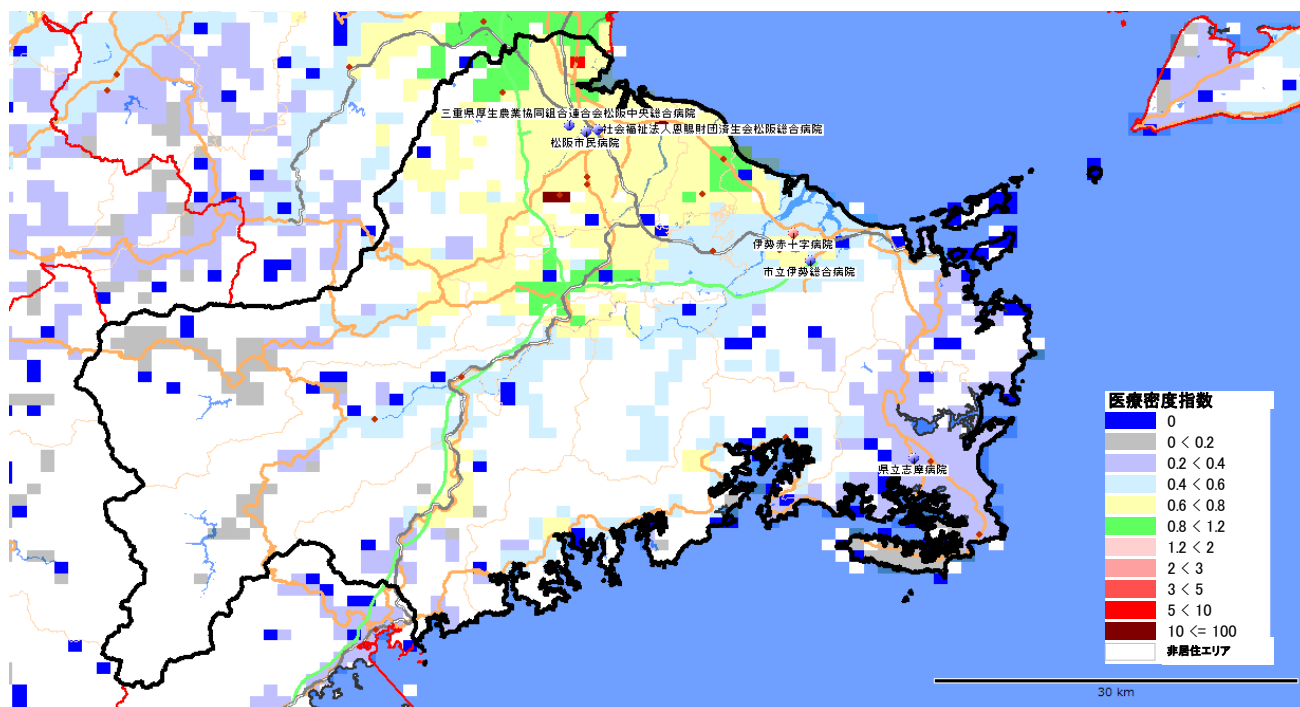 三重県厚生農業協同組合連合会松阪中央総合病院
社会福祉法人恩賜財団済生会松阪総合病院
松阪市民病院
伊勢赤十字病院
市立伊勢総合病院
県立志摩病院
医療密度指数
0
0 < 0.2
0.2 < 0.4
0.4 < 0.6
0.6 < 0.8
0.8 < 1.2
1.2 < 2
2 < 3
3 < 5
5 < 10
10 <= 100
非居住エリア
30 km